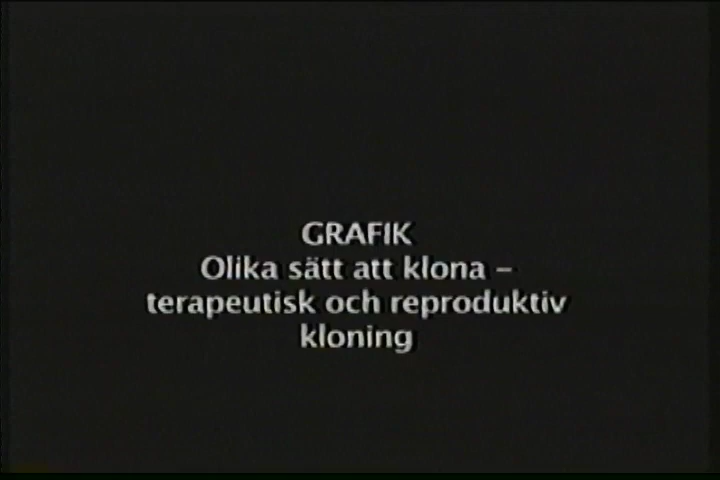 GRAFIK
Olika sätt att klona –
terapeutisk och reproduktiv
kloning